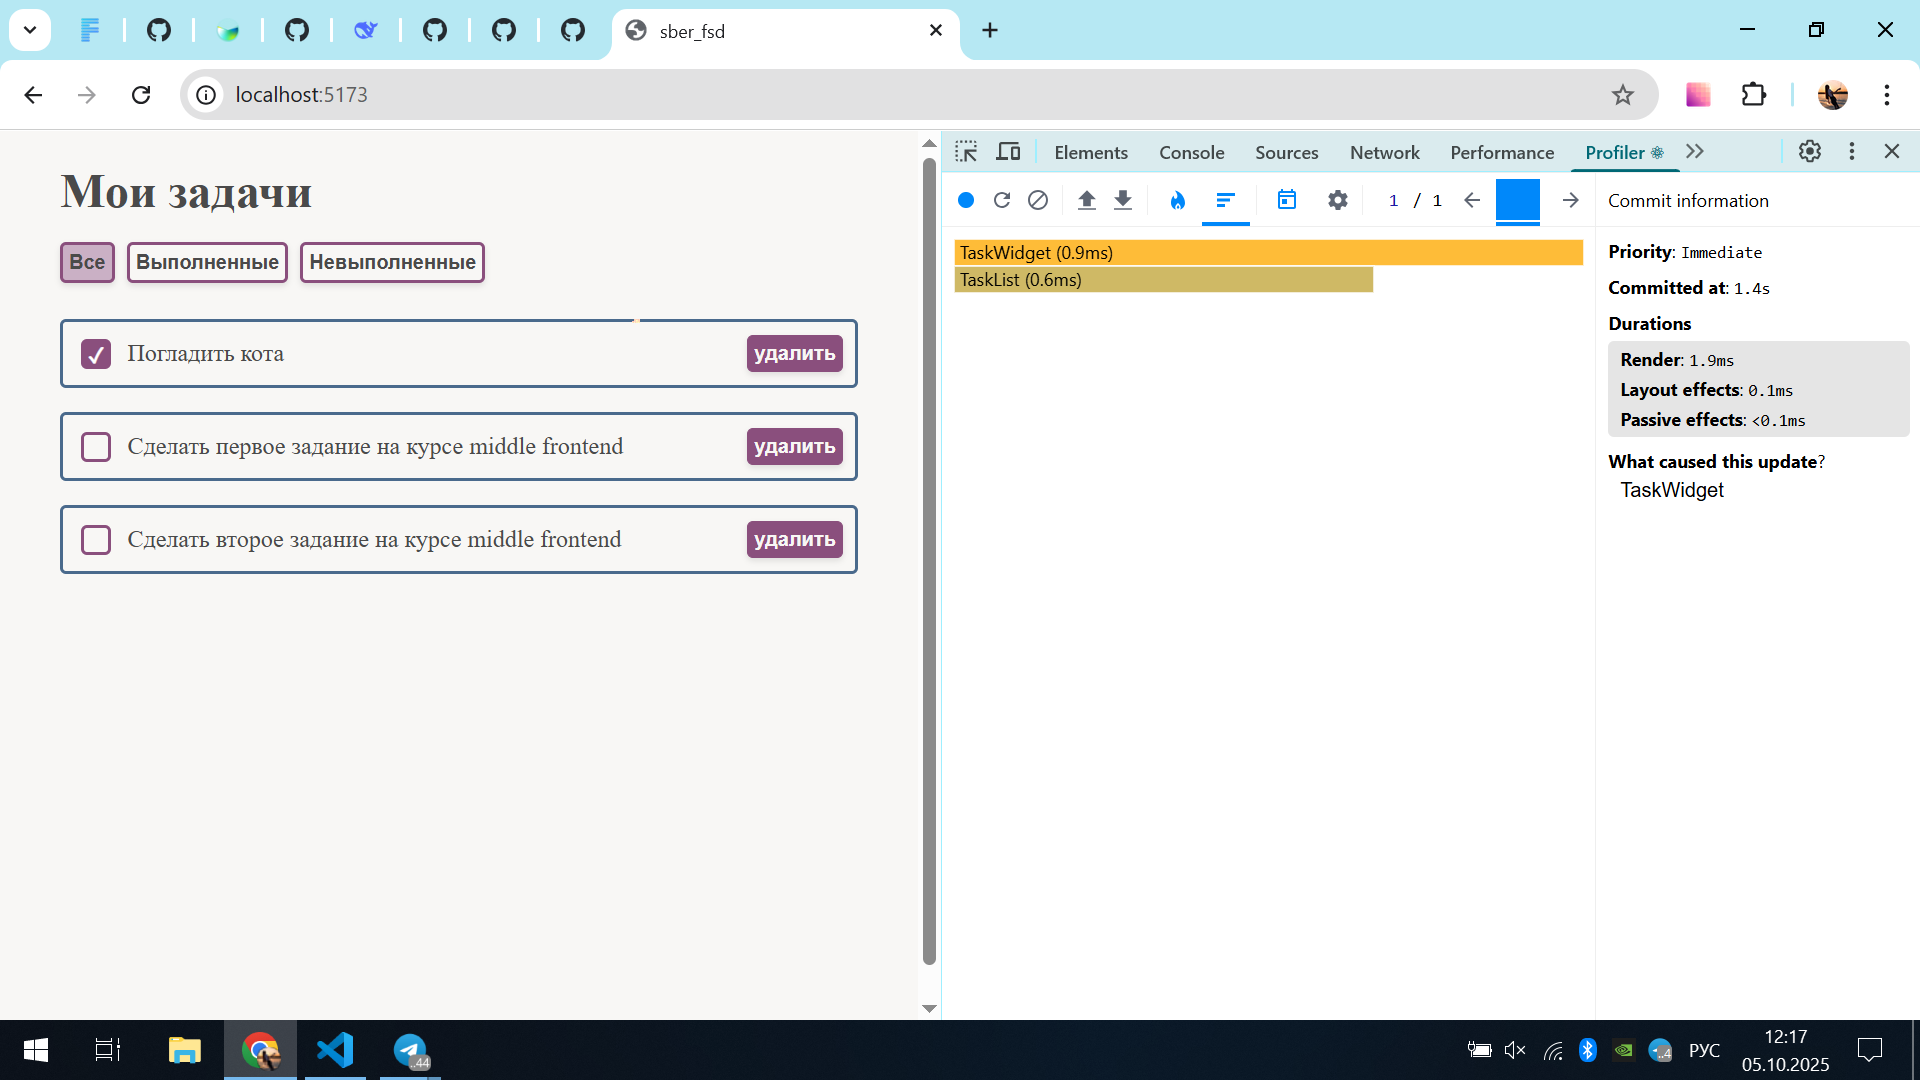 sber_fsd
localhost:5173
Elements Console Sources Network Performance Profiler
1 / 1
Commit information
Мои задачи
Все Выполненные Невыполненные
Погладить кота удалить
Сделать первое задание на курсе middle frontend удалить
Сделать второе задание на курсе middle frontend удалить
TaskWidget (0.9ms)
TaskList (0.6ms)
Priority: Immediate
Committed at: 1.4s
Durations
Render: 1.9ms
Layout effects: 0.1ms
Passive effects: <0.1ms
What caused this update?
TaskWidget
44
4
РУС
12:17
05.10.2025